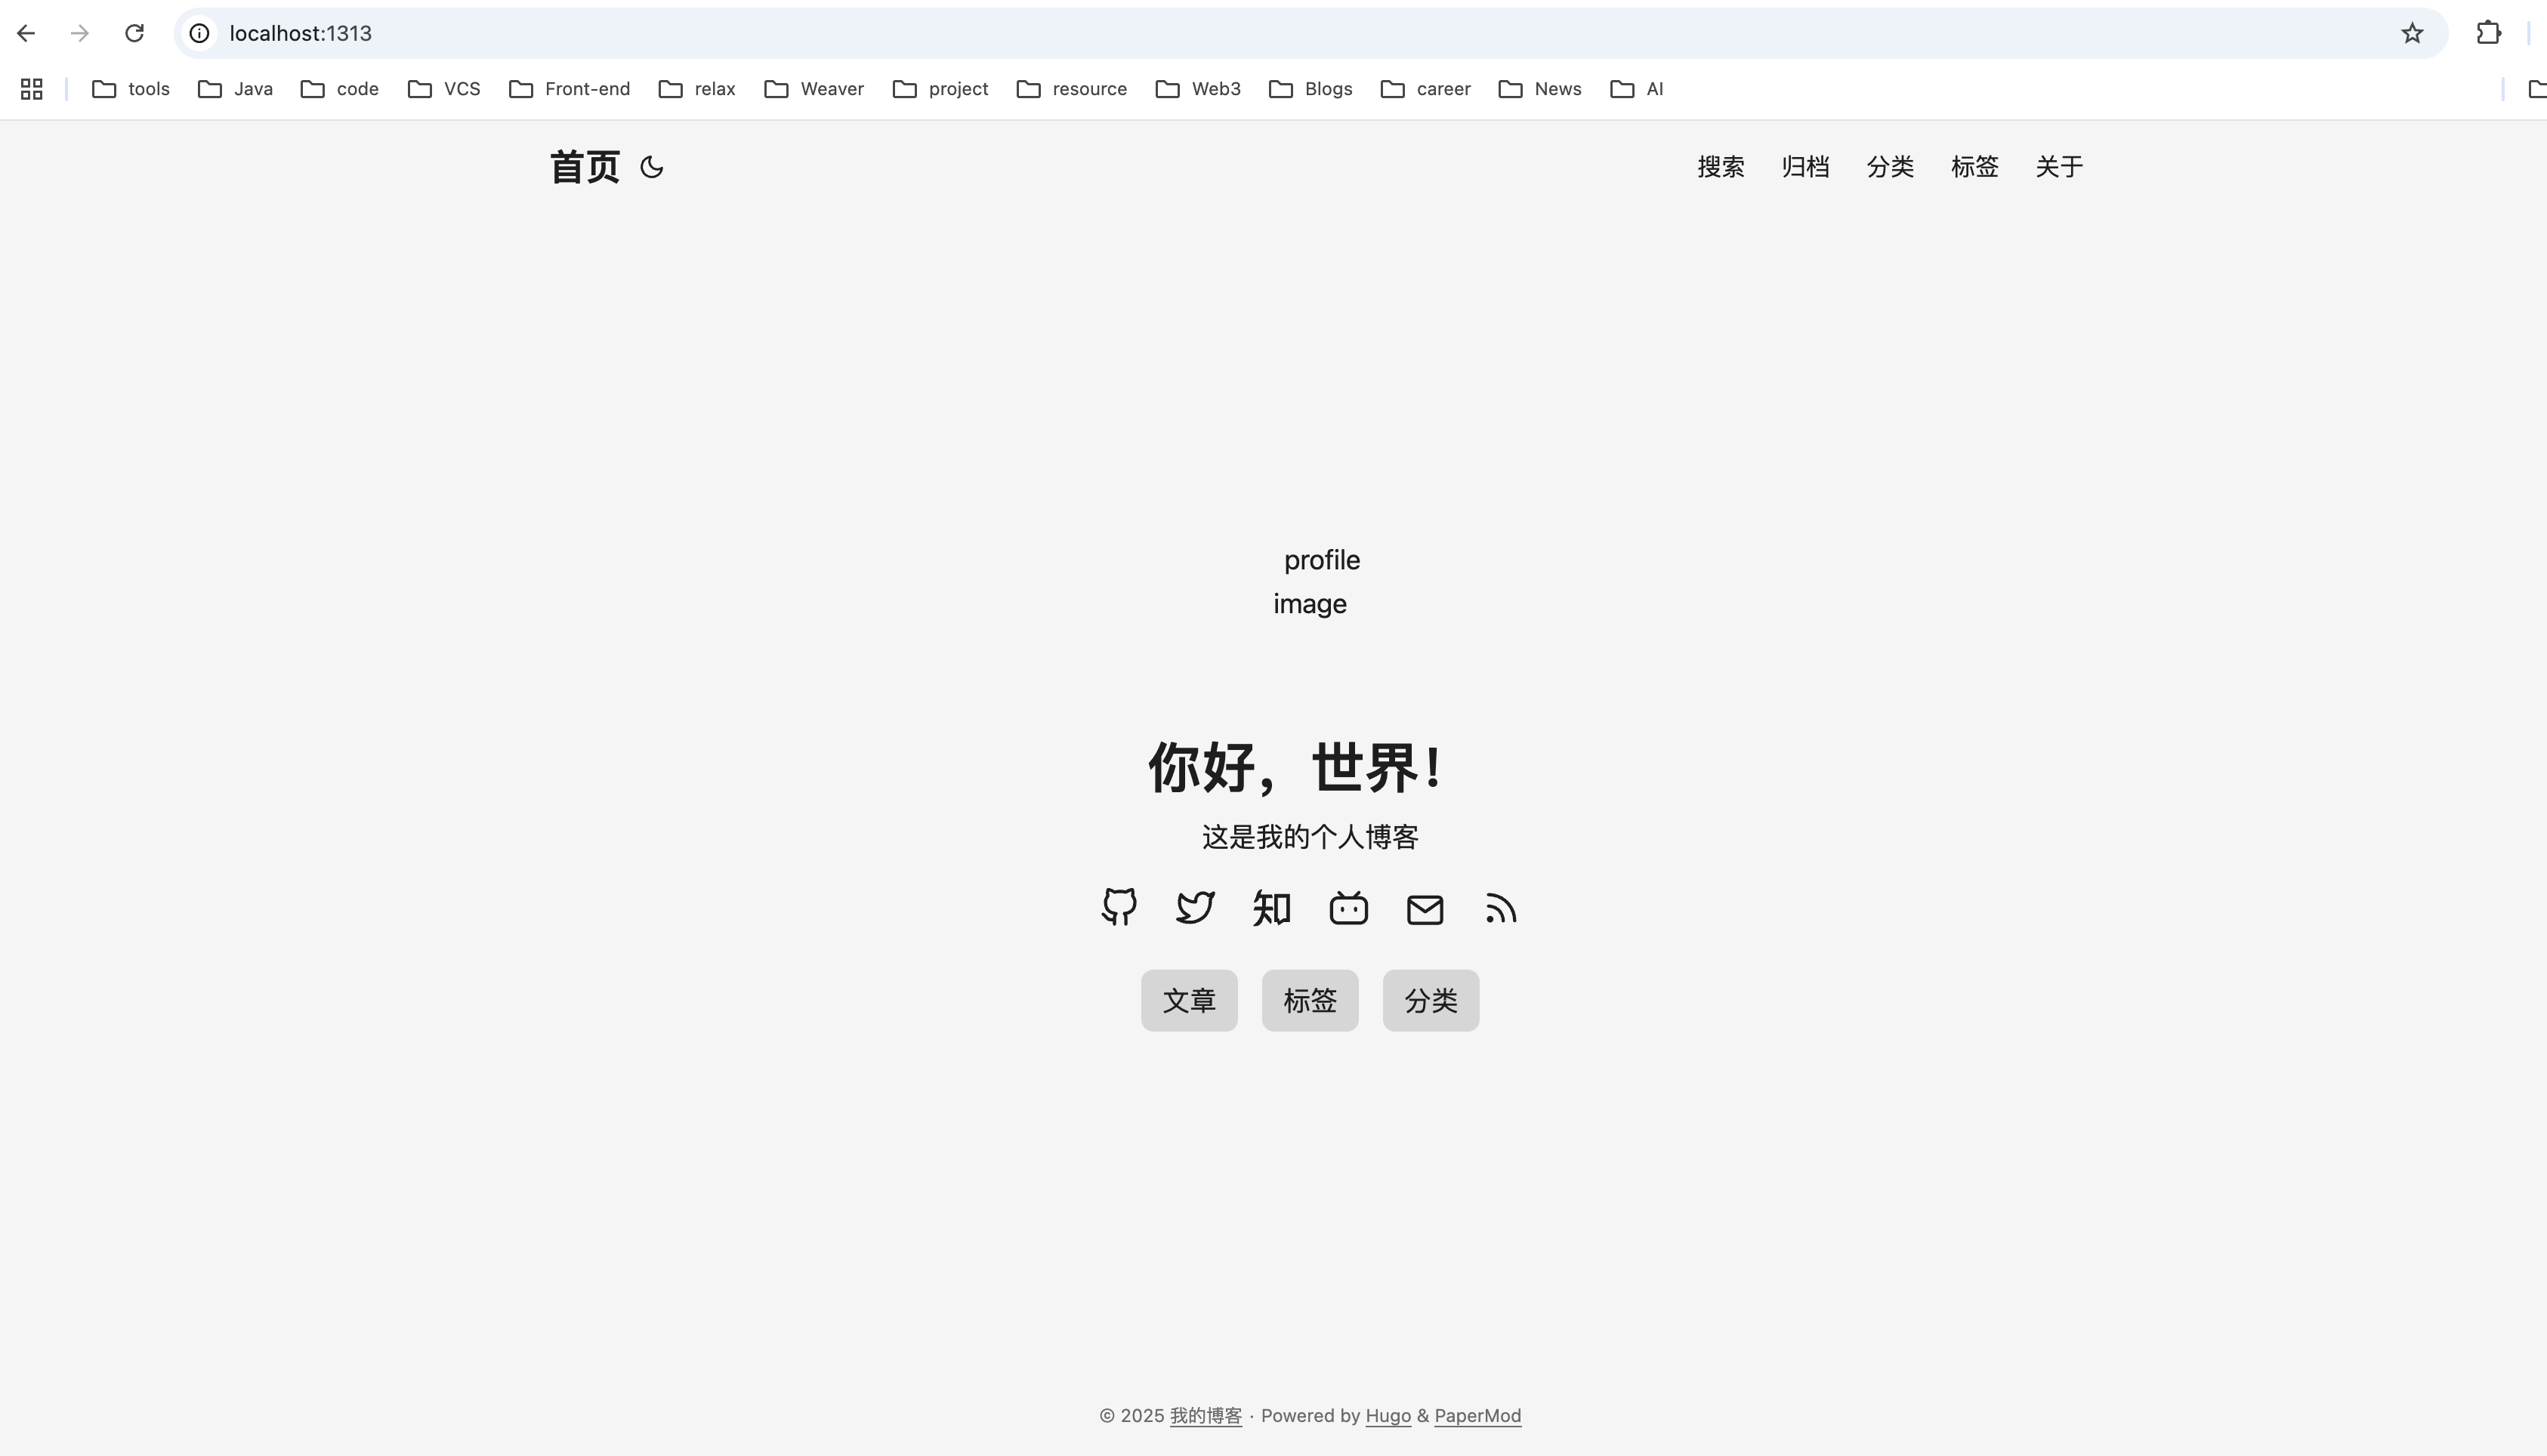 localhost:1313
tools Java code VCS Front-end relax Weaver project resource Web3 Blogs career News AI
首页 搜索 归档 分类 标签 关于
profile
image
你好，世界！
这是我的个人博客
知
文章 标签 分类
© 2025 我的博客 · Powered by Hugo & PaperMod